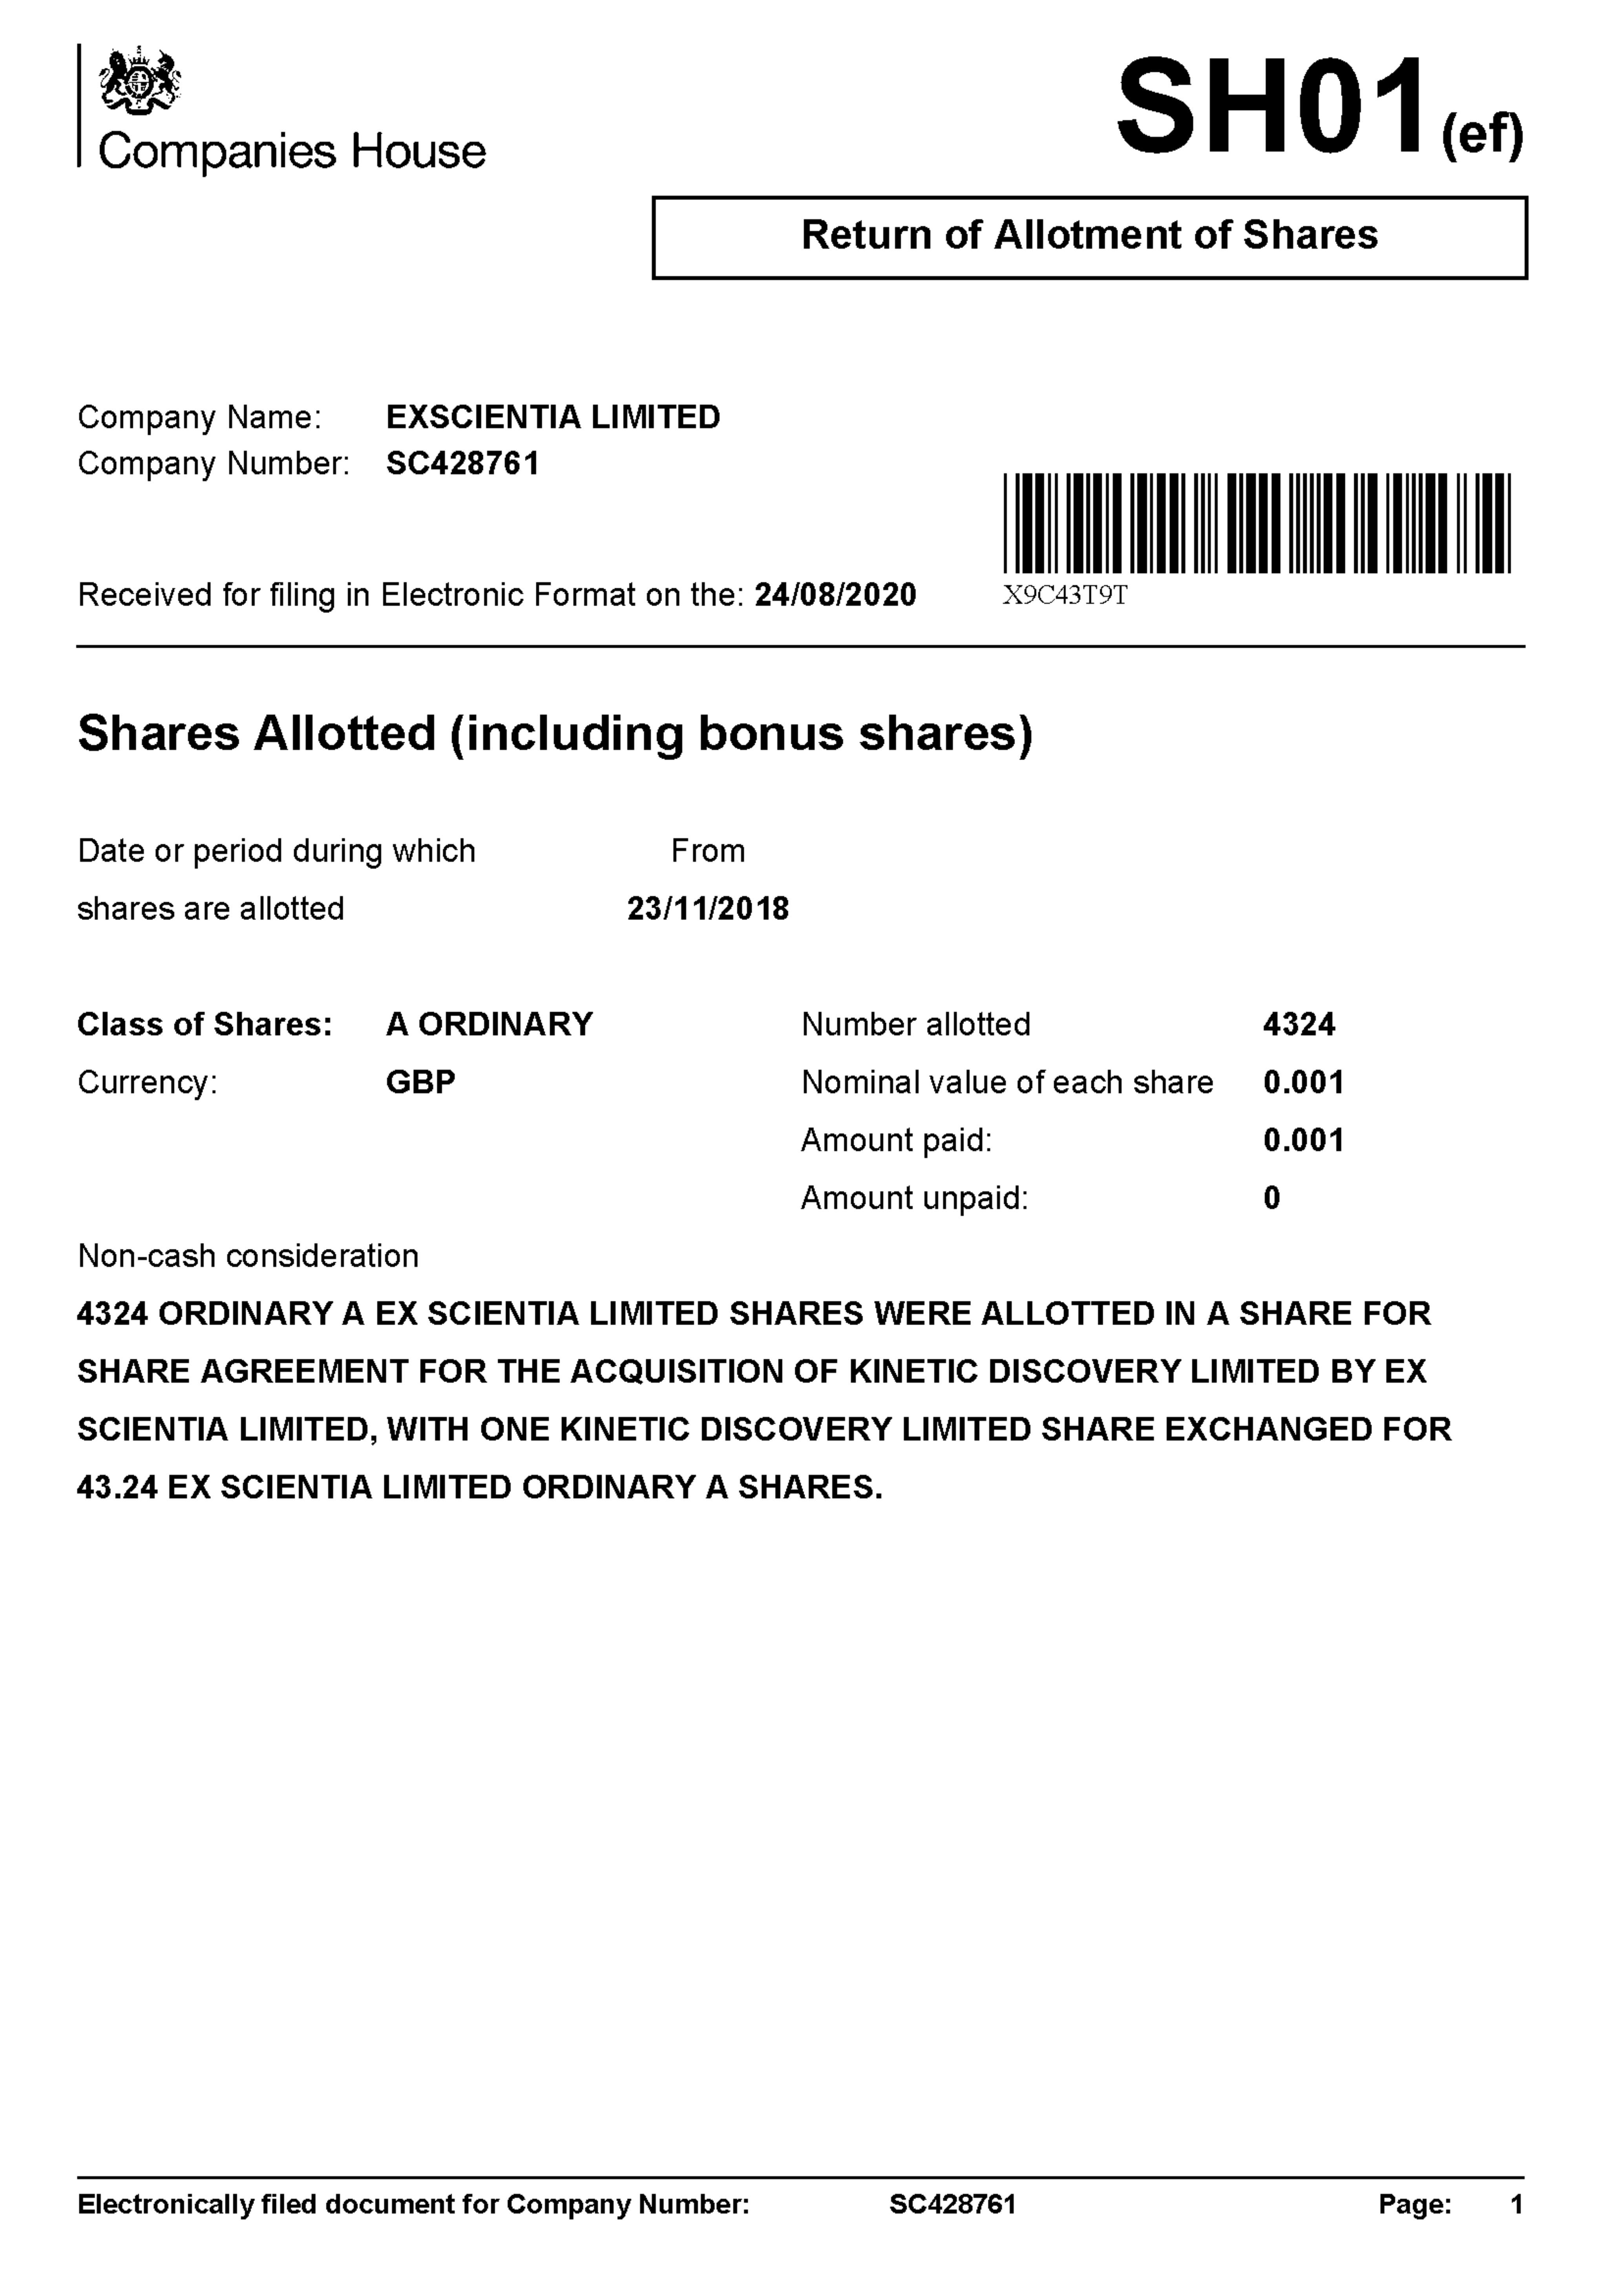 Companies House
SH01(ef)
Return of Allotment of Shares
Company Name: EXSCIENTIA LIMITED
Company Number: SC428761
Received for filing in Electronic Format on the: 24/08/2020
X9C43T9T
Shares Allotted (including bonus shares)
Date or period during which From
shares are allotted 23/11/2018
Class of Shares: A ORDINARY Number allotted 4324
Currency: GBP Nominal value of each share 0.001
Amount paid: 0.001
Amount unpaid: 0
Non-cash consideration
4324 ORDINARY A EX SCIENTIA LIMITED SHARES WERE ALLOTTED IN A SHARE FOR
SHARE AGREEMENT FOR THE ACQUISITION OF KINETIC DISCOVERY LIMITED BY EX
SCIENTIA LIMITED, WITH ONE KINETIC DISCOVERY LIMITED SHARE EXCHANGED FOR
43.24 EX SCIENTIA LIMITED ORDINARY A SHARES.
Electronically filed document for Company Number: SC428761 Page: 1